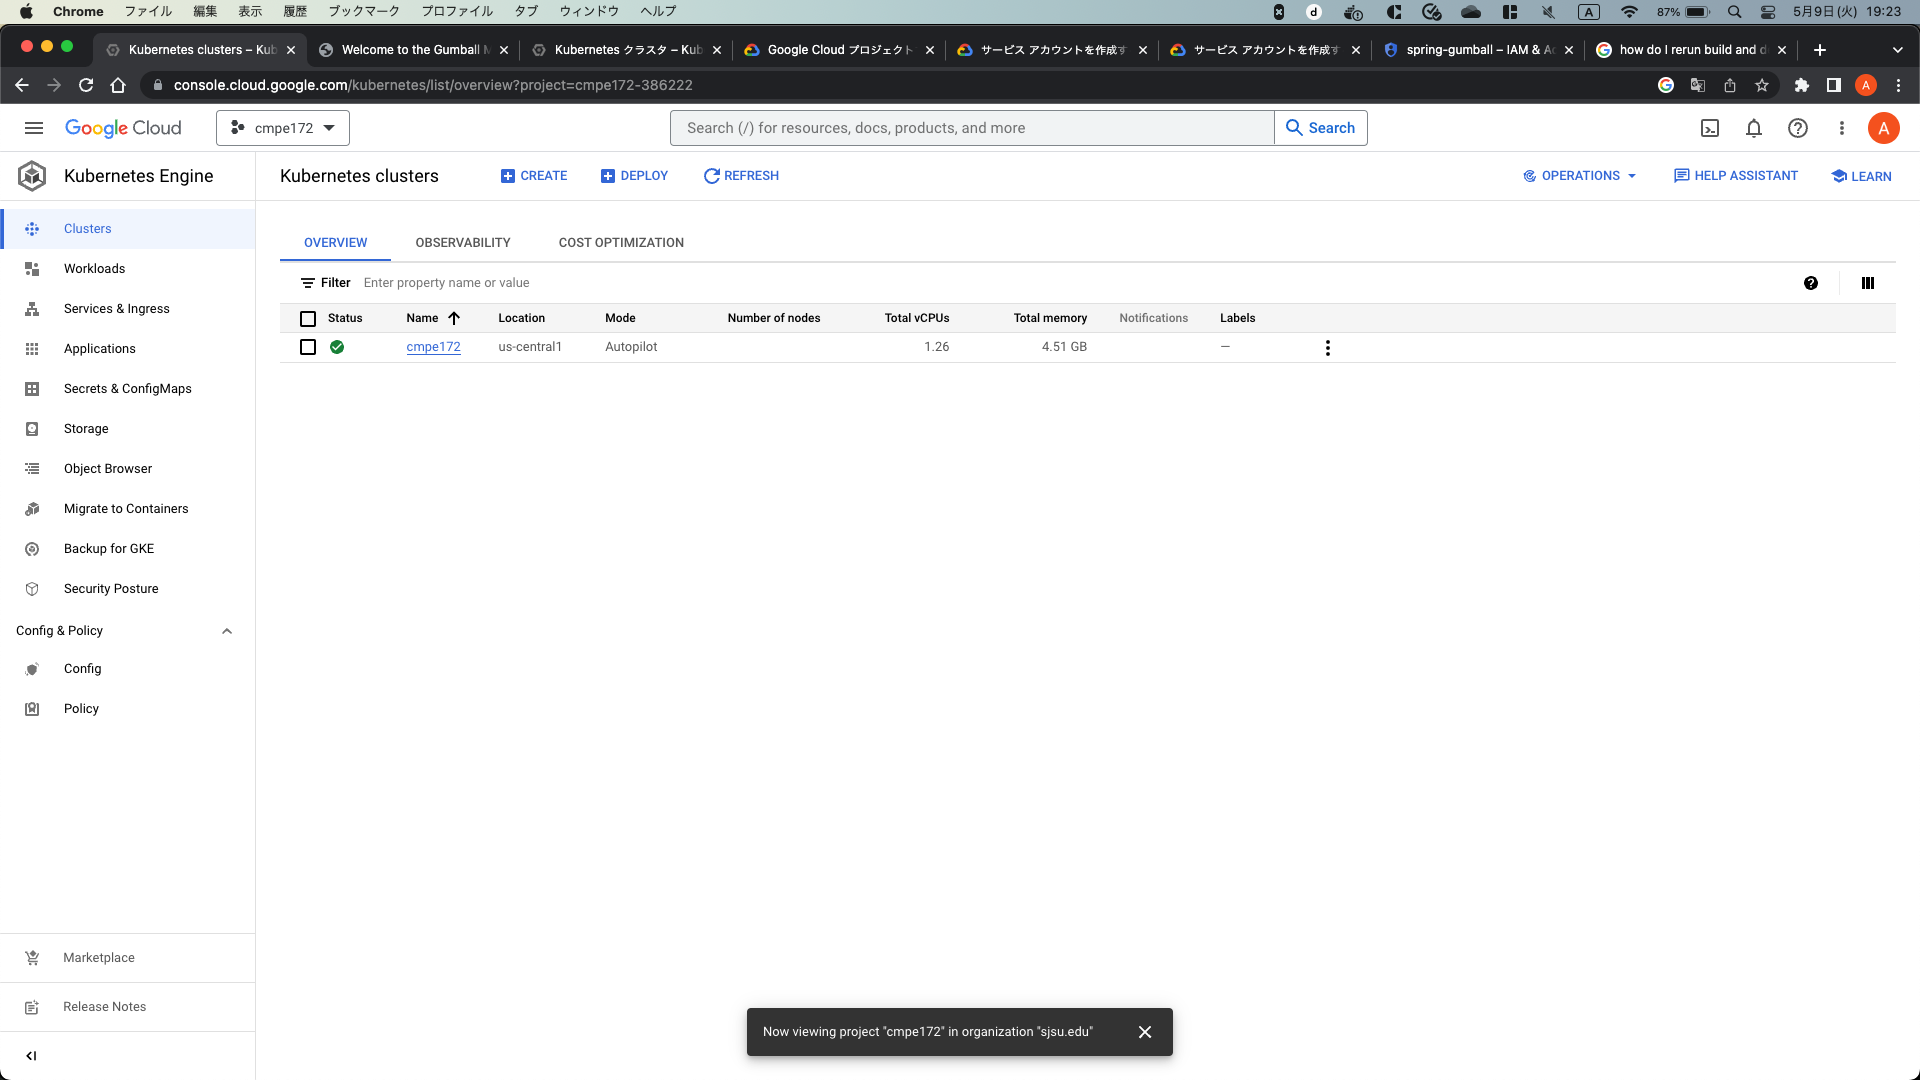 Chrome ファイル 編集 表示 履歴 ブックマーク プロファイル タブ ウィンドウ ヘルプ A 87% 5月9日(火) 19:23
Kubernetes clusters – Kub Welcome to the Gumball M Kubernetes クラスタ – Kub Google Cloud プロジェクト サービス アカウントを作成す サービス アカウントを作成す spring-gumball – IAM & Ad how do I rerun build and d
console.cloud.google.com/kubernetes/list/overview?project=cmpe172-386222 A
Google Cloud cmpe172 Search (/) for resources, docs, products, and more Search A
Kubernetes Engine
Kubernetes clusters CREATE DEPLOY REFRESH OPERATIONS HELP ASSISTANT LEARN
Clusters
Workloads
Services & Ingress
Applications
Secrets & ConfigMaps
Storage
Object Browser
Migrate to Containers
Backup for GKE
Security Posture
Config & Policy
Config
Policy
Marketplace
Release Notes
OVERVIEW OBSERVABILITY COST OPTIMIZATION
Filter Enter property name or value
Status Name Location Mode Number of nodes Total vCPUs Total memory Notifications Labels
cmpe172 us-central1 Autopilot 1.26 4.51 GB —
Now viewing project "cmpe172" in organization "sjsu.edu"